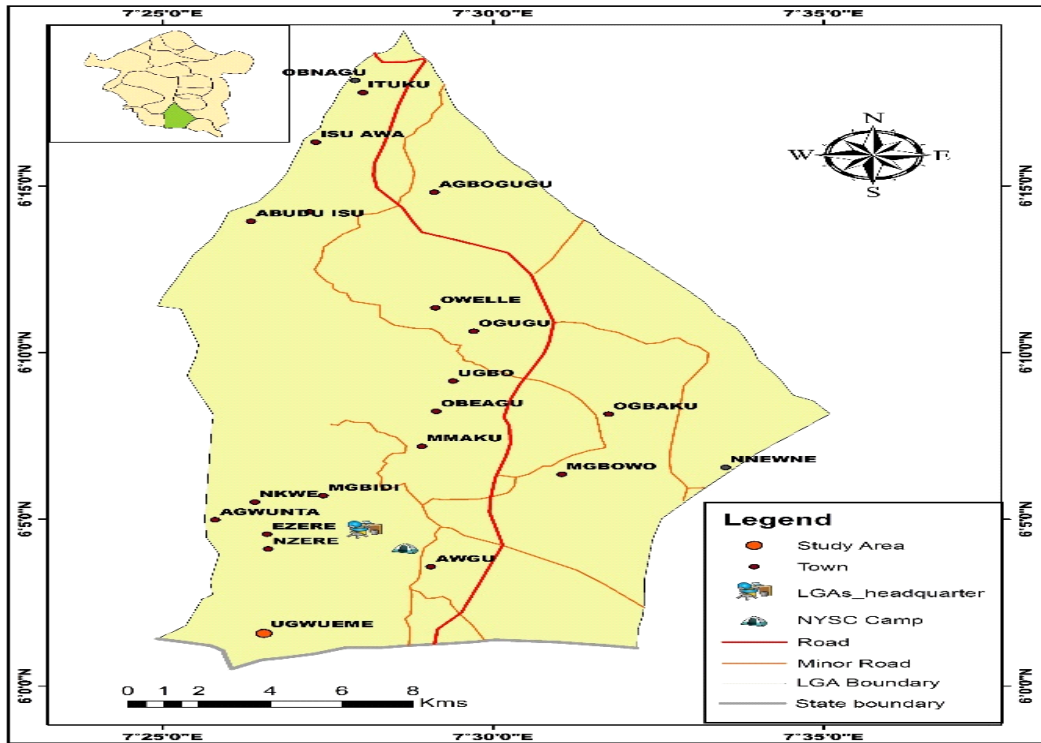 7°25'0"E 7°30'0"E 7°35'0"E
OBNAGU
ITUKU
ISU AWA
AGBOGUGU
ABUDU ISU
OWELLE
OGUGU
UGBO
OBEAGU
OGBAKU
MMAKU
MGBOWO
NNEWNE
MGBIDI
NKWE
AGWUNTA
EZERE
NZERE
AWGU
UGWUEME
N
W E
S
6°15'0"N
6°10'0"N
6°5'0"N
6°0'0"N
6°15'0"N
6°10'0"N
6°5'0"N
6°0'0"N
Legend
Study Area
Town
LGAs_headquarter
NYSC Camp
Road
Minor Road
LGA Boundary
State boundary
0 1 2 4 6 8
Kms
7°25'0"E 7°30'0"E 7°35'0"E